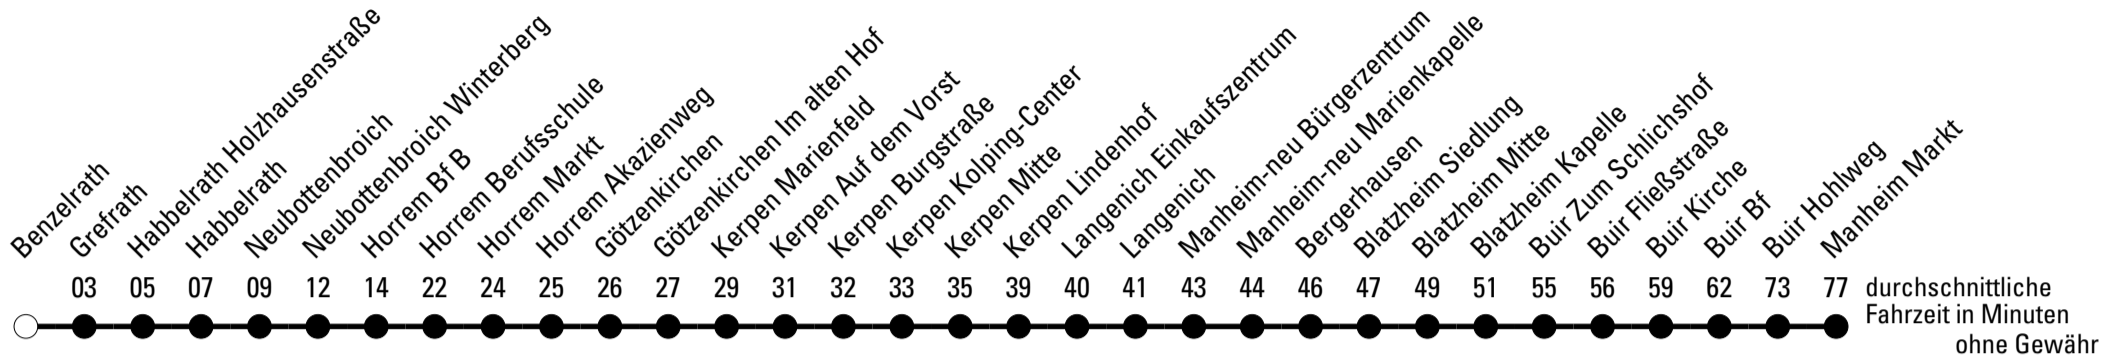 Benzelrath
Grefrath
Habbelrath Holzhausenstraße
Habbelrath
Neubottenbroich
Neubottenbroich Winterberg
Horrem Bf B
Horrem Berufsschule
Horrem Markt
Horrem Akazienweg
Götzenkirchen
Götzenkirchen Im alten Hof
Kerpen Marienfeld
Kerpen Auf dem Vorst
Kerpen Burgstraße
Kerpen Kolping-Center
Kerpen Mitte
Kerpen Lindenhof
Langenich Einkaufszentrum
Langenich
Manheim-neu Bürgerzentrum
Manheim-neu Marienkapelle
Bergerhausen
Blatzheim Siedlung
Blatzheim Mitte
Blatzheim Kapelle
Buir Zum Schlichshof
Buir Fließstraße
Buir Kirche
Buir Bf
Buir Hohlweg
Manheim Markt
03 05 07 09 12 14 22 24 25 26 27 29 31 32 33 35 39 40 41 43 44 46 47 49 51 55 56 59 62 73 77
durchschnittliche
Fahrzeit in Minuten
ohne Gewähr